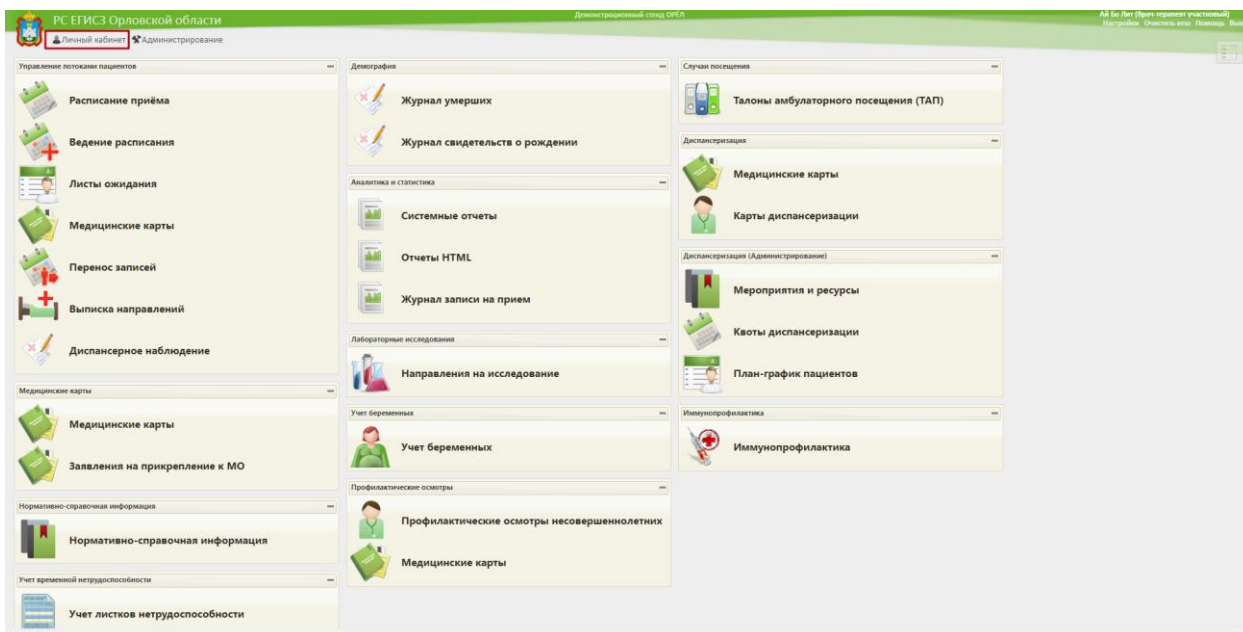 РС ЕГИСЗ Орловской области
Демонстрационный стенд ОРЁЛ
Ай Бо Лит (Врач-терапевт участковый)
Настройки Очистить кеш Помощь
Личный кабинет Администрирование
Управление потоками пациентов
Расписание приёма
Ведение расписания
Листы ожидания
Медицинские карты
Перенос записей
Выписка направлений
Диспансерное наблюдение
Медицинские карты
Медицинские карты
Заявления на прикрепление к МО
Нормативно-справочная информация
Нормативно-справочная информация
Учет временной нетрудоспособности
Учет листков нетрудоспособности
Демография
Журнал умерших
Журнал свидетельств о рождении
Аналитика и статистика
Системные отчеты
Отчеты HTML
Журнал записи на прием
Лабораторные исследования
Направления на исследование
Учет беременных
Учет беременных
Профилактические осмотры
Профилактические осмотры несовершеннолетних
Медицинские карты
Случаи посещения
Талоны амбулаторного посещения (ТАП)
Диспансеризация
Медицинские карты
Карты диспансеризации
Диспансеризация (Администрирование)
Мероприятия и ресурсы
Квоты диспансеризации
План-график пациентов
Иммунопрофилактика
Иммунопрофилактика